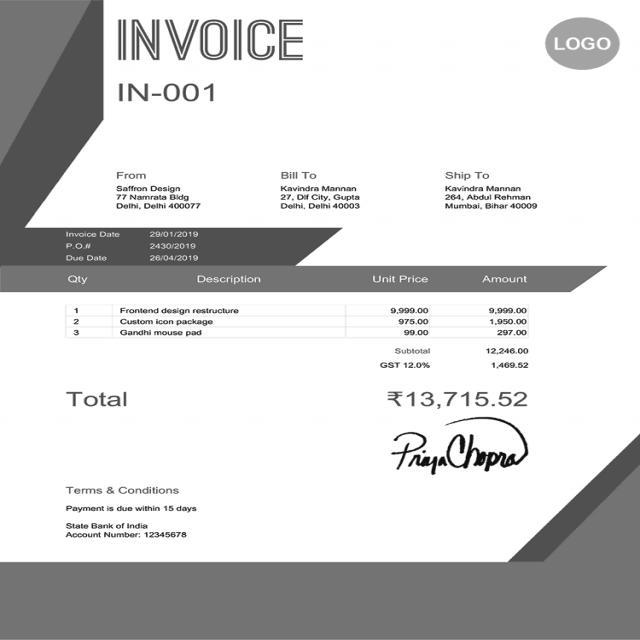 INVOICE
LOGO
IN-001
From
Saffron Design
77 Namrata Bldg
Delhi, Delhi 400077
Bill To
Kavindra Mannan
27, Dlf City, Gupta
Delhi, Delhi 40003
Ship To
Kavindra Mannan
264, Abdul Rehman
Mumbai, Bihar 40009
Invoice Date 29/01/2019
P.O.# 2430/2019
Due Date 26/04/2019
Qty Description Unit Price Amount
1 Frontend design restructure 9,999.00 9,999.00
2 Custom icon package 975.00 1,950.00
3 Gandhi mouse pad 99.00 297.00
Subtotal 12,246.00
GST 12.0% 1,469.52
Total ₹13,715.52
Priya Chopra
Terms & Conditions
Payment is due within 15 days
State Bank of India
Account Number: 12345678